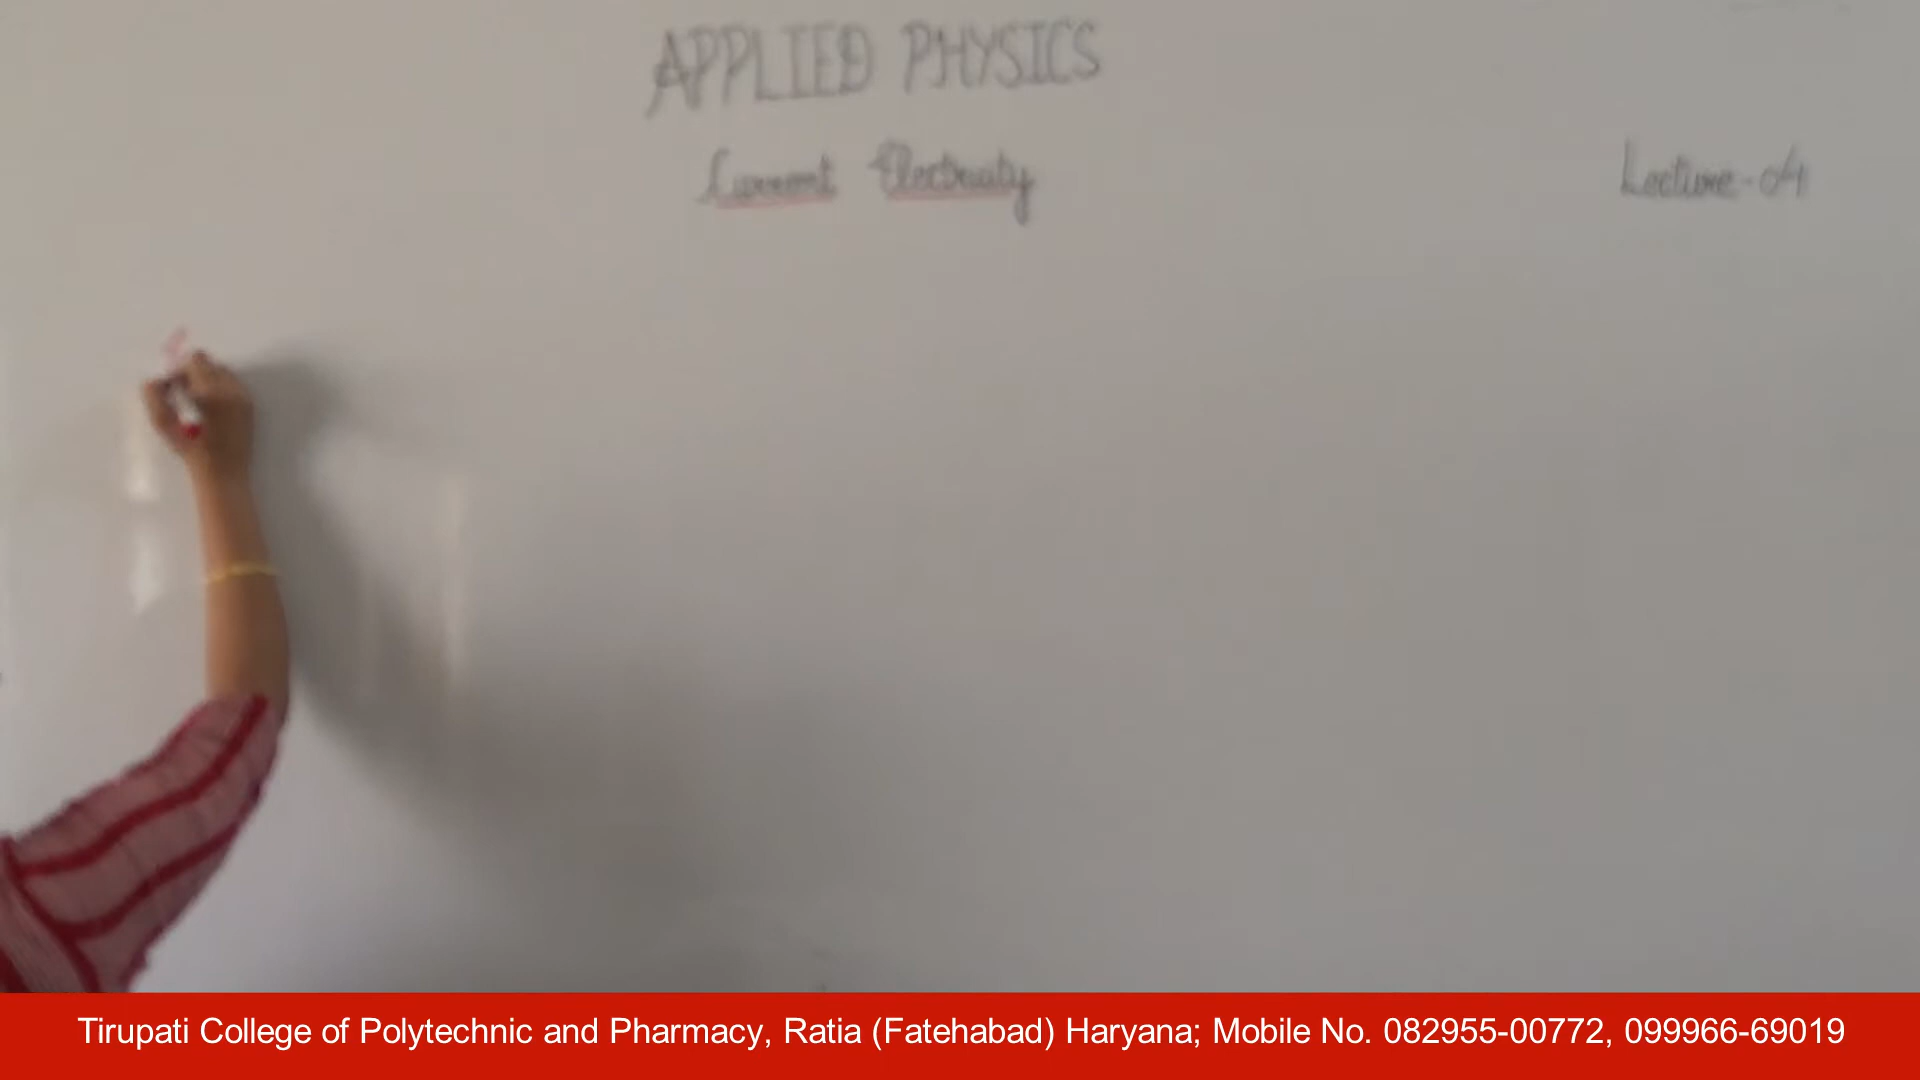 APPLIED PHYSICS
Current Electricity
Lecture-04
Tirupati College of Polytechnic and Pharmacy, Ratia (Fatehabad) Haryana; Mobile No. 082955-00772, 099966-69019